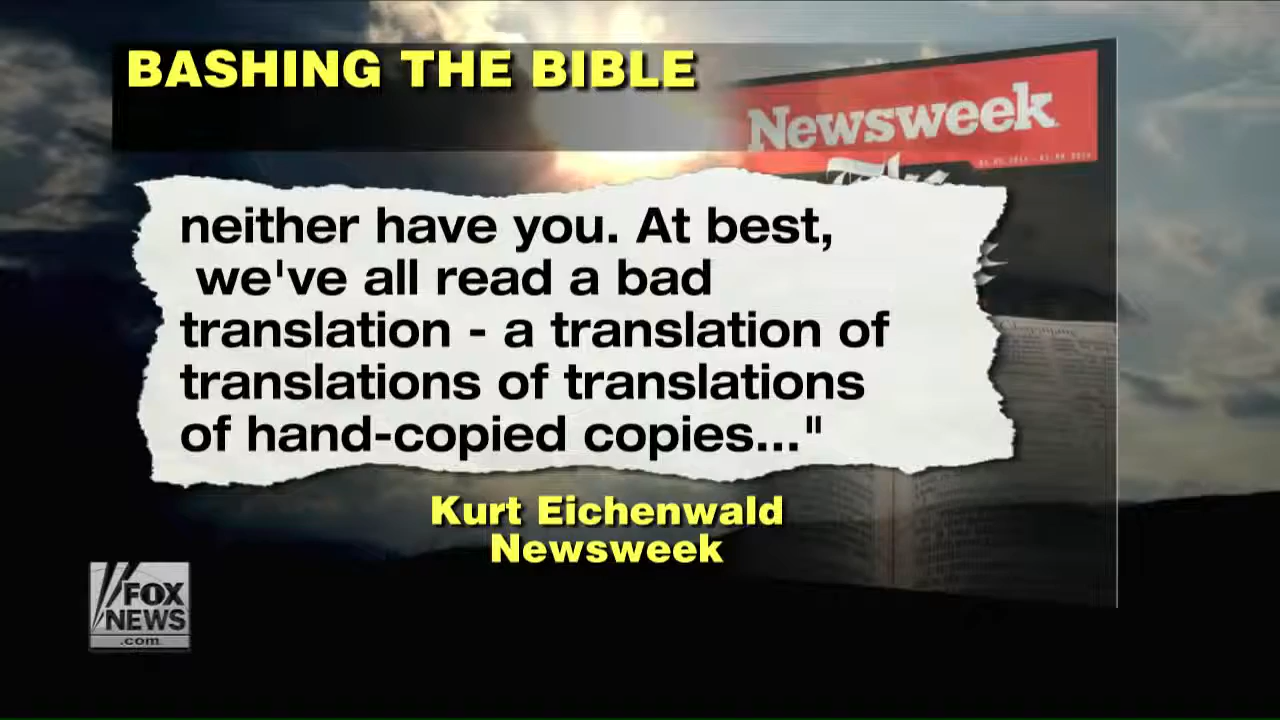 BASHING THE BIBLE
Newsweek
neither have you. At best,
we've all read a bad
translation - a translation of
translations of translations
of hand-copied copies..."
Kurt Eichenwald
Newsweek
FOX
NEWS
.com